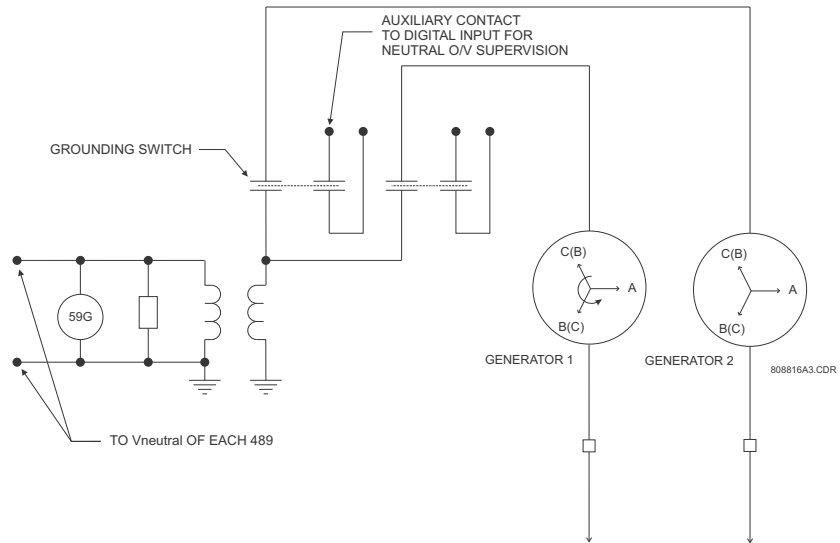 AUXILIARY CONTACT
TO DIGITAL INPUT FOR
NEUTRAL O/V SUPERVISION
GROUNDING SWITCH
C(B)
A
B(C)
C(B)
A
B(C)
59G
GENERATOR 1
GENERATOR 2
808816A3.CDR
TO Vneutral OF EACH 489